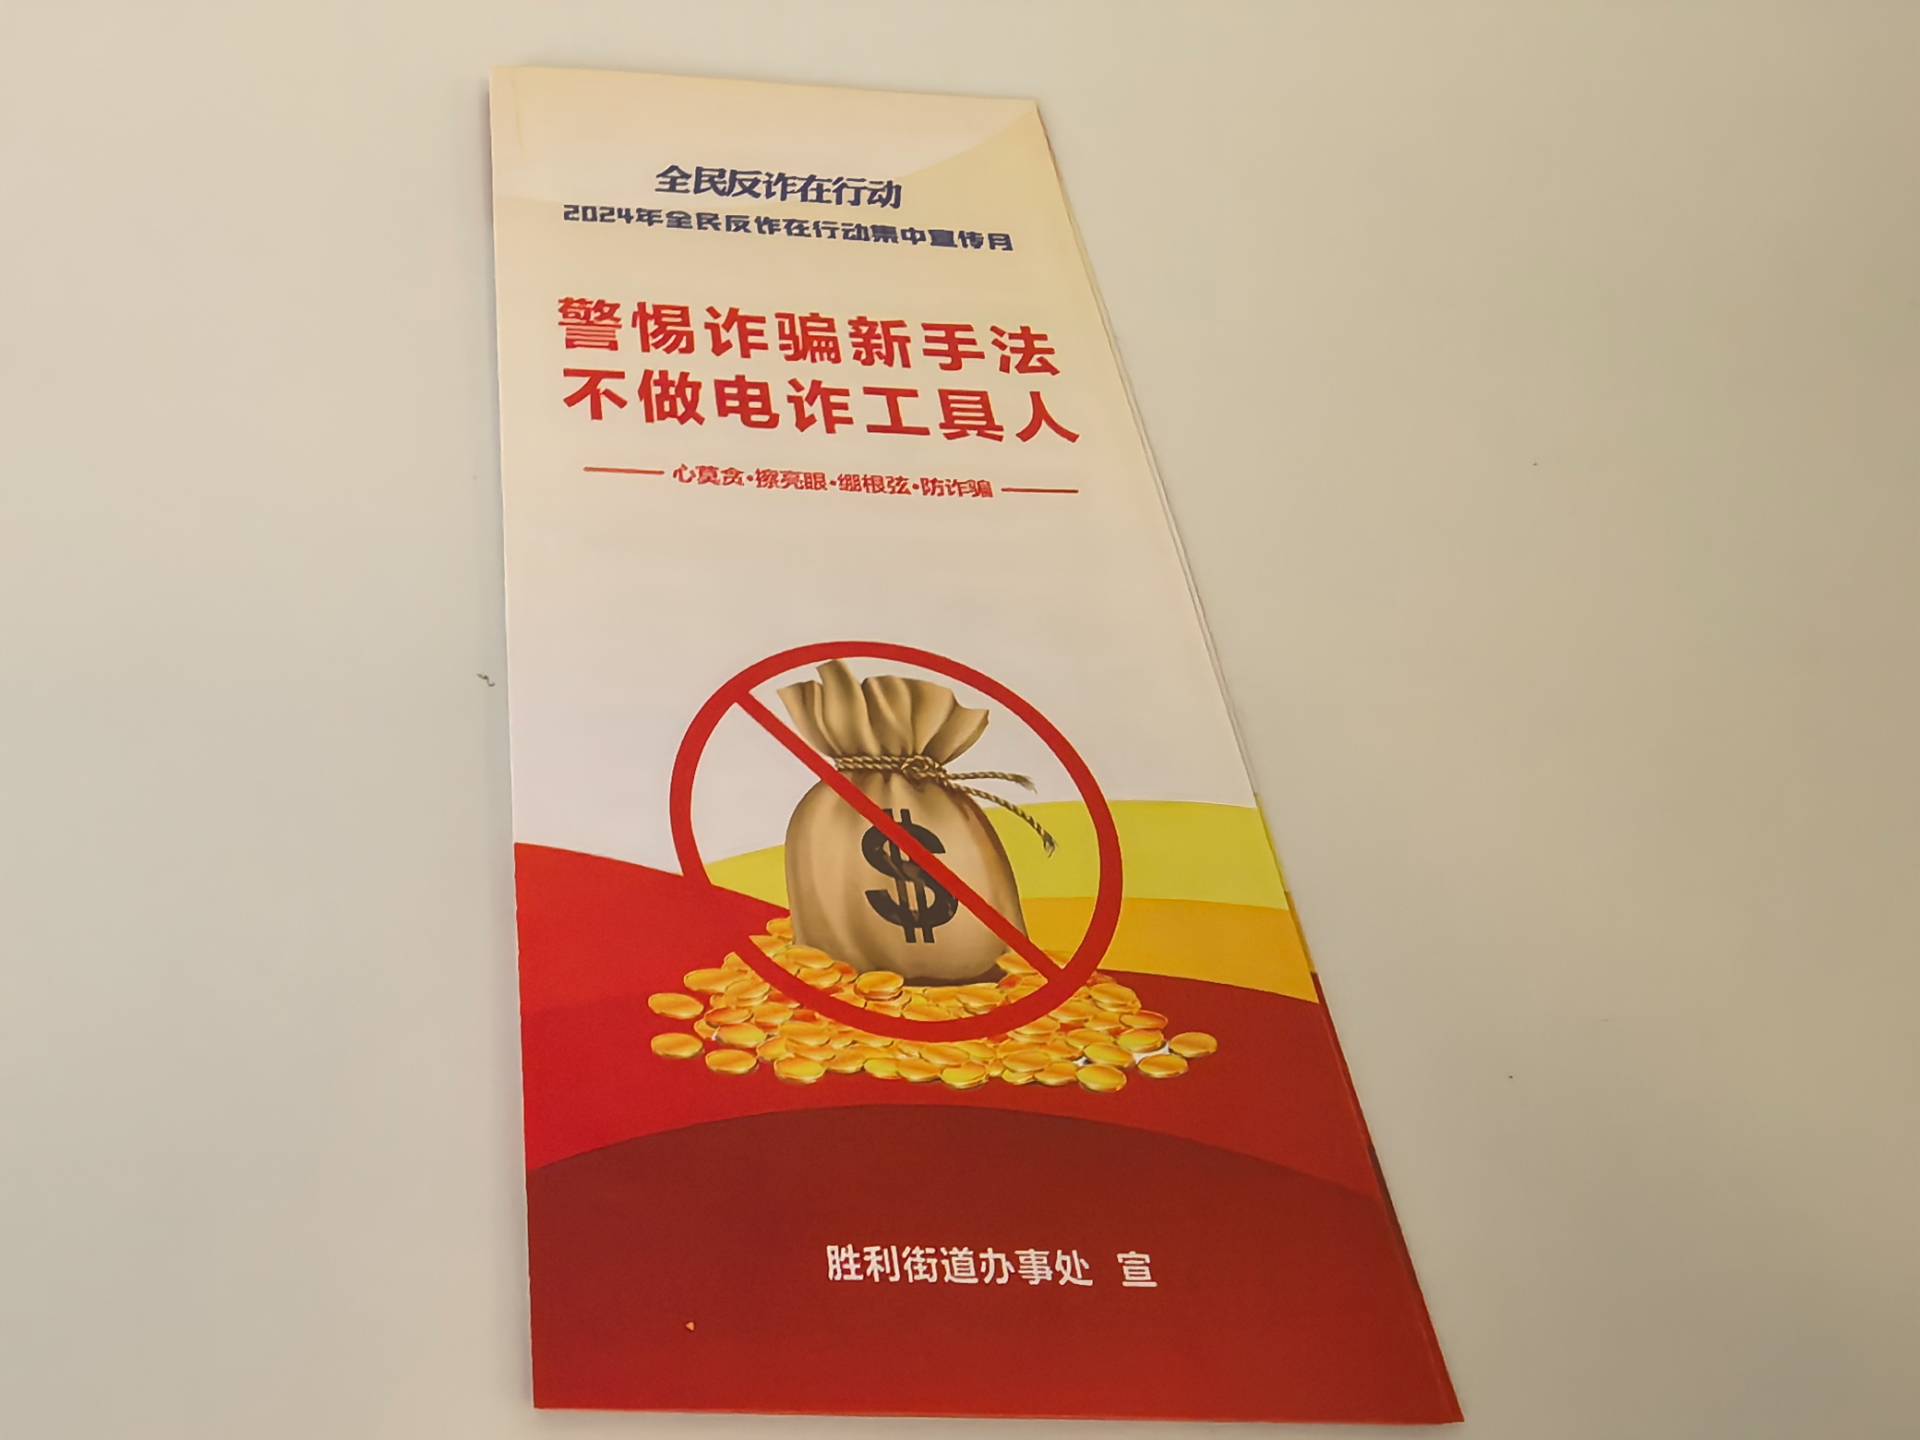 全民反诈在行动
2024年全民反诈在行动集中宣传月
警惕诈骗新手法
不做电诈工具人
心莫贪·擦亮眼·绷根弦·防诈骗
$
胜利街道办事处 宣